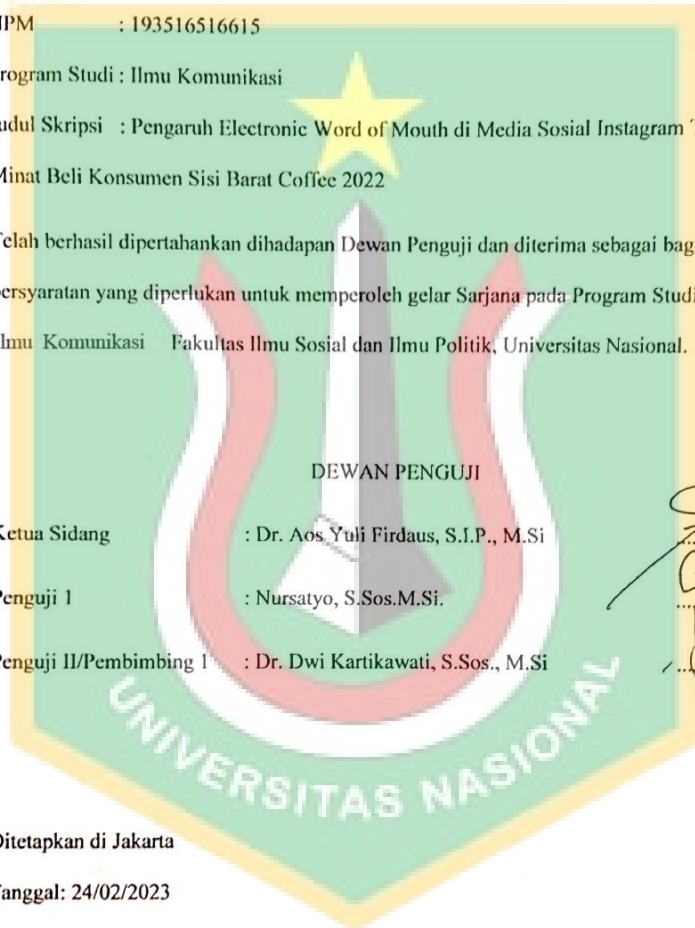 NPM : 193516516615
Program Studi : Ilmu Komunikasi
Judul Skripsi : Pengaruh Electronic Word of Mouth di Media Sosial Instagram
Minat Beli Konsumen Sisi Barat Coffee 2022
Telah berhasil dipertahankan dihadapan Dewan Penguji dan diterima sebagai bag
persyaratan yang diperlukan untuk memperoleh gelar Sarjana pada Program Studi
Ilmu Komunikasi Fakultas Ilmu Sosial dan Ilmu Politik, Universitas Nasional.
DEWAN PENGUJI
Ketua Sidang : Dr. Aos Yuli Firdaus, S.I.P., M.Si
Penguji 1 : Nursatyo, S.Sos.M.Si.
Penguji II/Pembimbing 1 : Dr. Dwi Kartikawati, S.Sos., M.Si
UNIVERSITAS NASIONAL
Ditetapkan di Jakarta
Tanggal: 24/02/2023